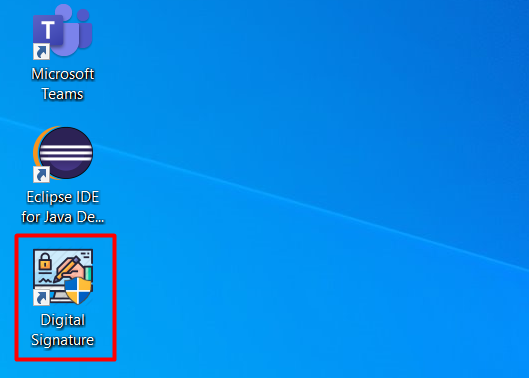 T
Microsoft
Teams
Eclipse IDE
for Java De...
Digital
Signature